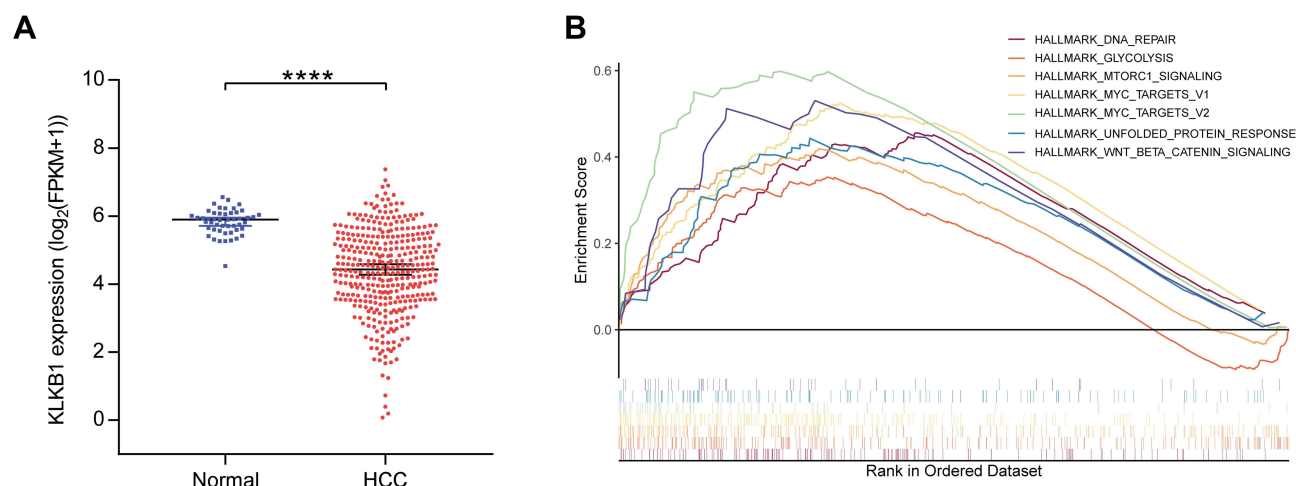 A
KLKB1 expression (log2(FPKM+1))
10
8
6
4
2
0
****
Normal
HCC
B
HALLMARK_DNA_REPAIR
HALLMARK_GLYCOLYSIS
HALLMARK_MTORC1_SIGNALING
HALLMARK_MYC_TARGETS_V1
HALLMARK_MYC_TARGETS_V2
HALLMARK_UNFOLDED_PROTEIN_RESPONSE
HALLMARK_WNT_BETA_CATENIN_SIGNALING
Enrichment Score
0.6
0.4
0.2
0.0
Rank in Ordered Dataset